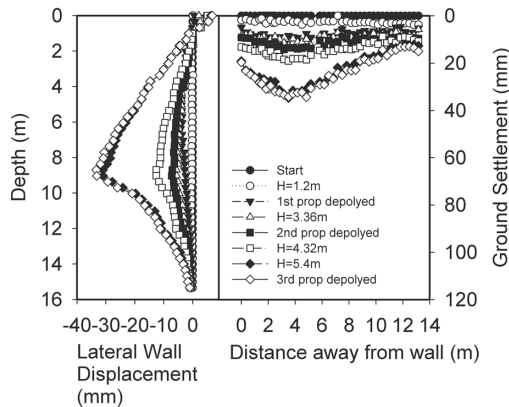 Depth (m)
0
2
4
6
8
10
12
14
16
-40-30-20-10 0
Lateral Wall
Displacement
(mm)
Start
H=1.2m
1st prop depolyed
H=3.36m
2nd prop depolyed
H=4.32m
H=5.4m
3rd prop depolyed
0 2 4 6 8 10 12 14
Distance away from wall (m)
0
20
40
60
80
100
120
Ground Settlement (mm)